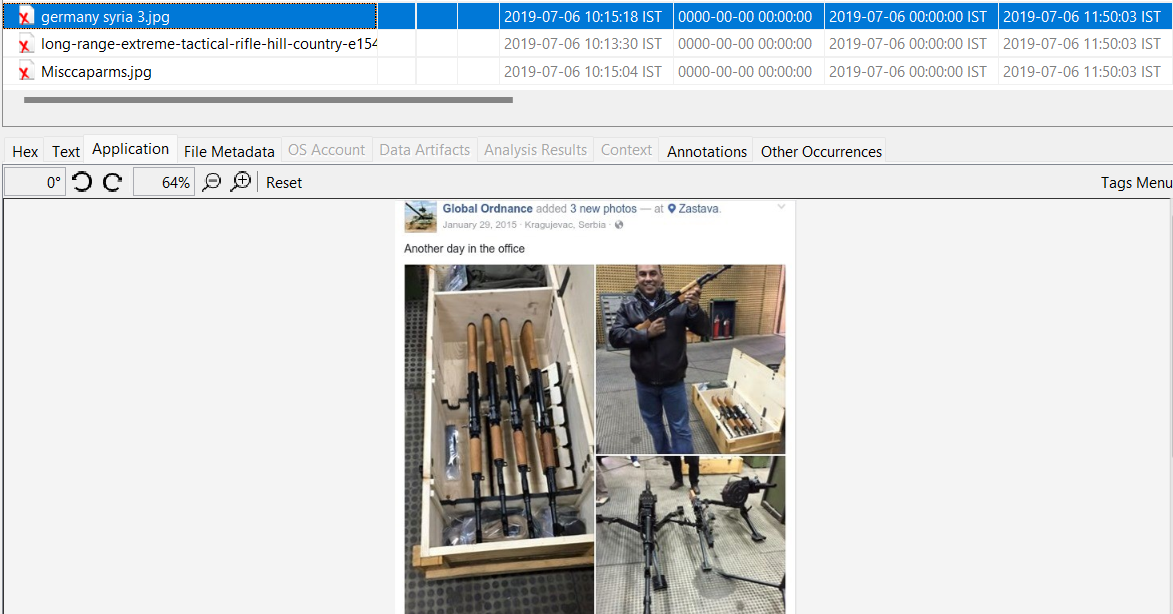 germany syria 3.jpg 2019-07-06 10:15:18 IST 0000-00-00 00:00:00 2019-07-06 00:00:00 IST 2019-07-06 11:50:03 IST
long-range-extreme-tactical-rifle-hill-country-e154 2019-07-06 10:13:30 IST 0000-00-00 00:00:00 2019-07-06 00:00:00 IST 2019-07-06 11:50:03 IST
Misccaparms.jpg 2019-07-06 10:15:04 IST 0000-00-00 00:00:00 2019-07-06 00:00:00 IST 2019-07-06 11:50:03 IST
Hex Text Application File Metadata OS Account Data Artifacts Analysis Results Context Annotations Other Occurrences
0° 64% Reset Tags Menu
Global Ordnance added 3 new photos — at Zastava.
January 29, 2015 · Kragujevac, Serbia ·
Another day in the office